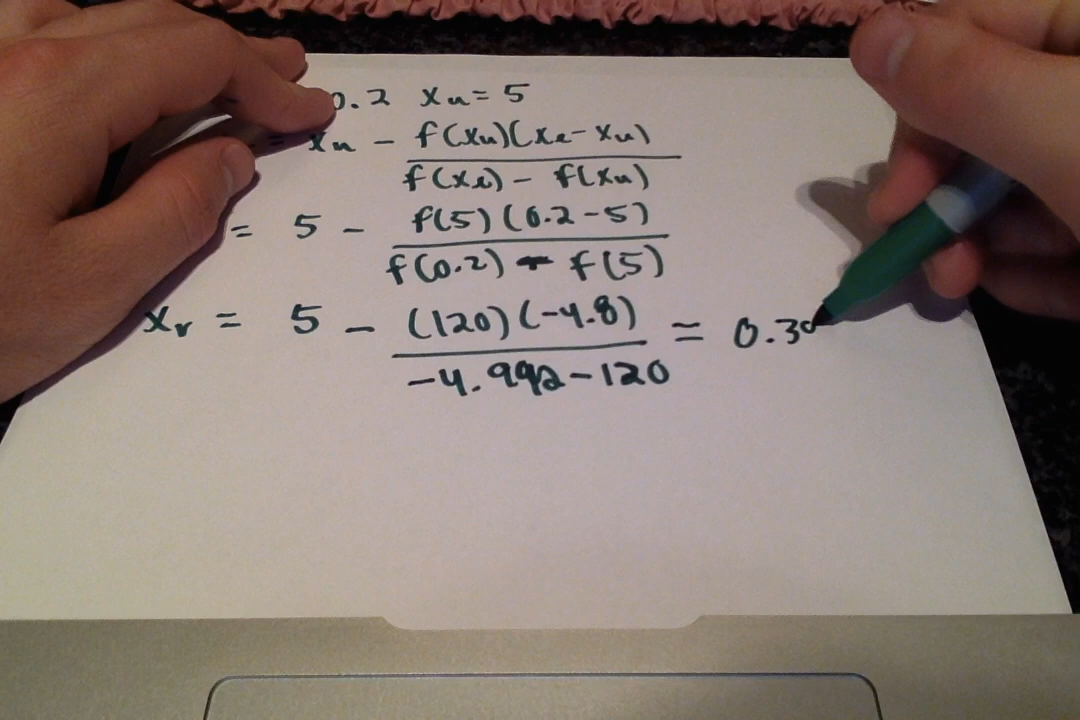 0.2 xu = 5
= xu - f(xu)(xl - xu) / f(xl) - f(xu)
= 5 - f(5)(0.2-5) / f(0.2) - f(5)
xr = 5 - (120)(-4.8) / -4.992-120 = 0.39